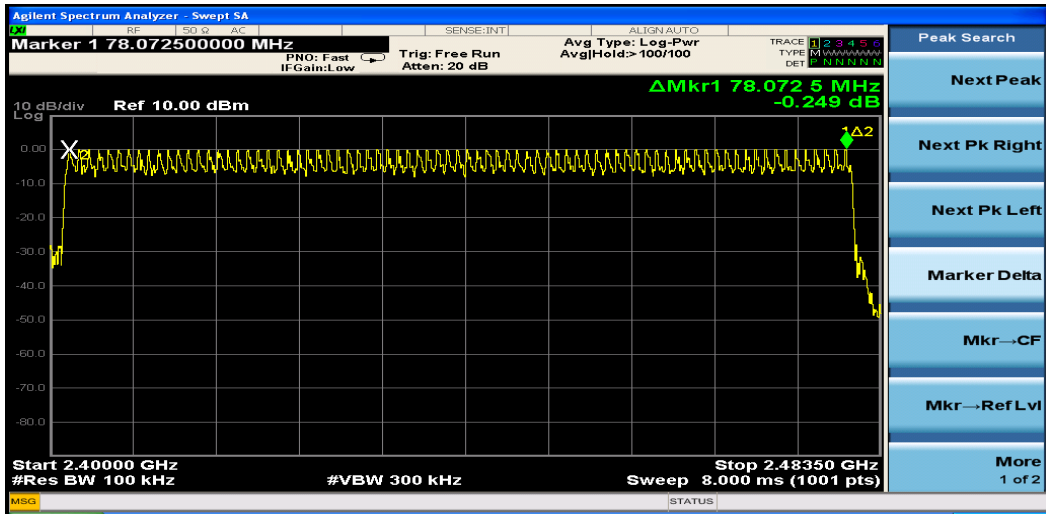 Agilent Spectrum Analyzer - Swept SA
LXI RF 50 Ω AC SENSE:INT ALIGN AUTO
Marker 1 78.072500000 MHz
PNO: Fast
IFGain:Low
Trig: Free Run
Atten: 20 dB
Avg Type: Log-Pwr
Avg|Hold:>100/100
TRACE 1 2 3 4 5 6
TYPE M W W W W W
DET P N N N N N
ΔMkr1 78.072 5 MHz
-0.249 dB
10 dB/div Ref 10.00 dBm
Log
1Δ2
X2
0.00
-10.0
-20.0
-30.0
-40.0
-50.0
-60.0
-70.0
-80.0
Start 2.40000 GHz
Stop 2.48350 GHz
#Res BW 100 kHz
#VBW 300 kHz
Sweep 8.000 ms (1001 pts)
MSG
STATUS
Peak Search
Next Peak
Next Pk Right
Next Pk Left
Marker Delta
Mkr→CF
Mkr→Ref Lvl
More
1 of 2